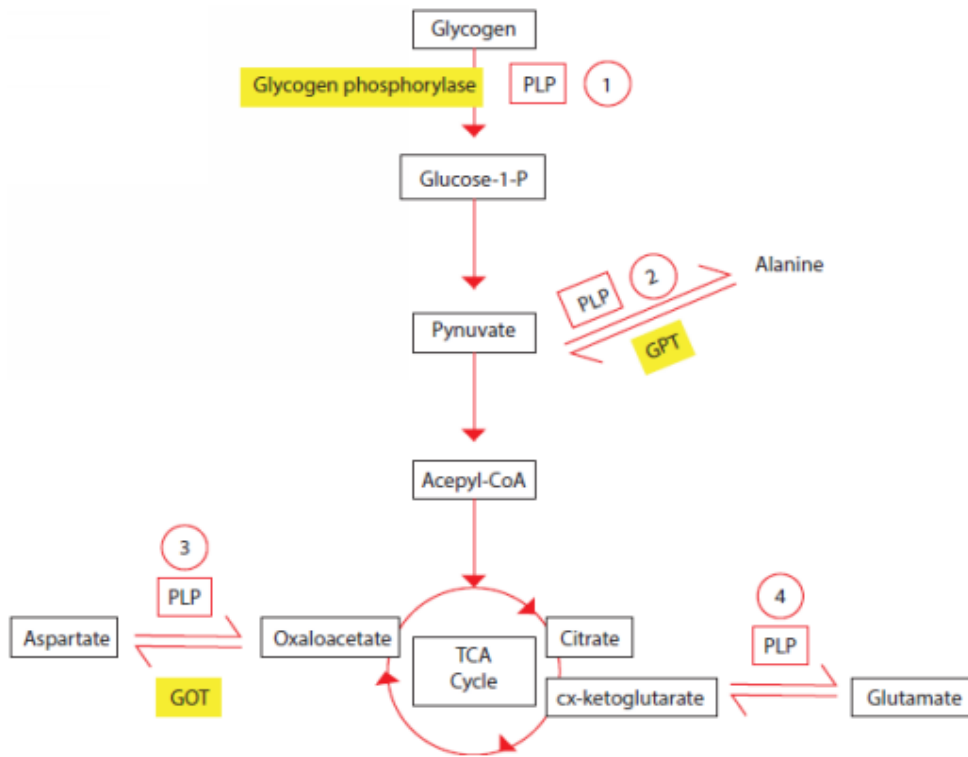 Glycogen
Glycogen phosphorylase
PLP
1
Glucose-1-P
Alanine
PLP
2
Pynuvate
GPT
Acepyl-CoA
3
PLP
4
PLP
Aspartate
Oxaloacetate
TCA
Cycle
Citrate
GOT
cx-ketoglutarate
Glutamate